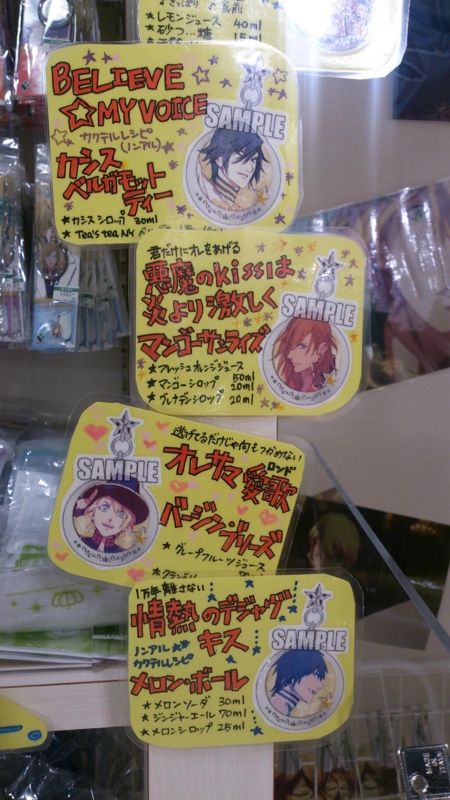 ★レモンジュース 40ml
15ml
BELIEVE
☆MY VOICE
カクテルレシピ
(ノンアル)
カシス
ベルガモット
ティー
★カシスシロップ 30ml
★Tea's tea NY
SAMPLE
君だけにオレをあげる
悪魔のkissは
炎より激しく
マンゴーサンライズ
★フレッシュオレンジジュース
50ml
★マンゴーシロップ 20ml
★グレナデンシロップ 20ml
SAMPLE
逃げてるだけじゃ何もつかめない
オレサマ愛歌
ロンド
バージン・ブリーズ
★グレープフルーツジュース
SAMPLE
1万年離さない
情熱のデジャヴ
キス
ノンアル
カクテルレシピ
メロン・ボール
★メロンソーダ 30ml
★ジンジャーエール 70ml
★メロンシロップ 25ml
SAMPLE